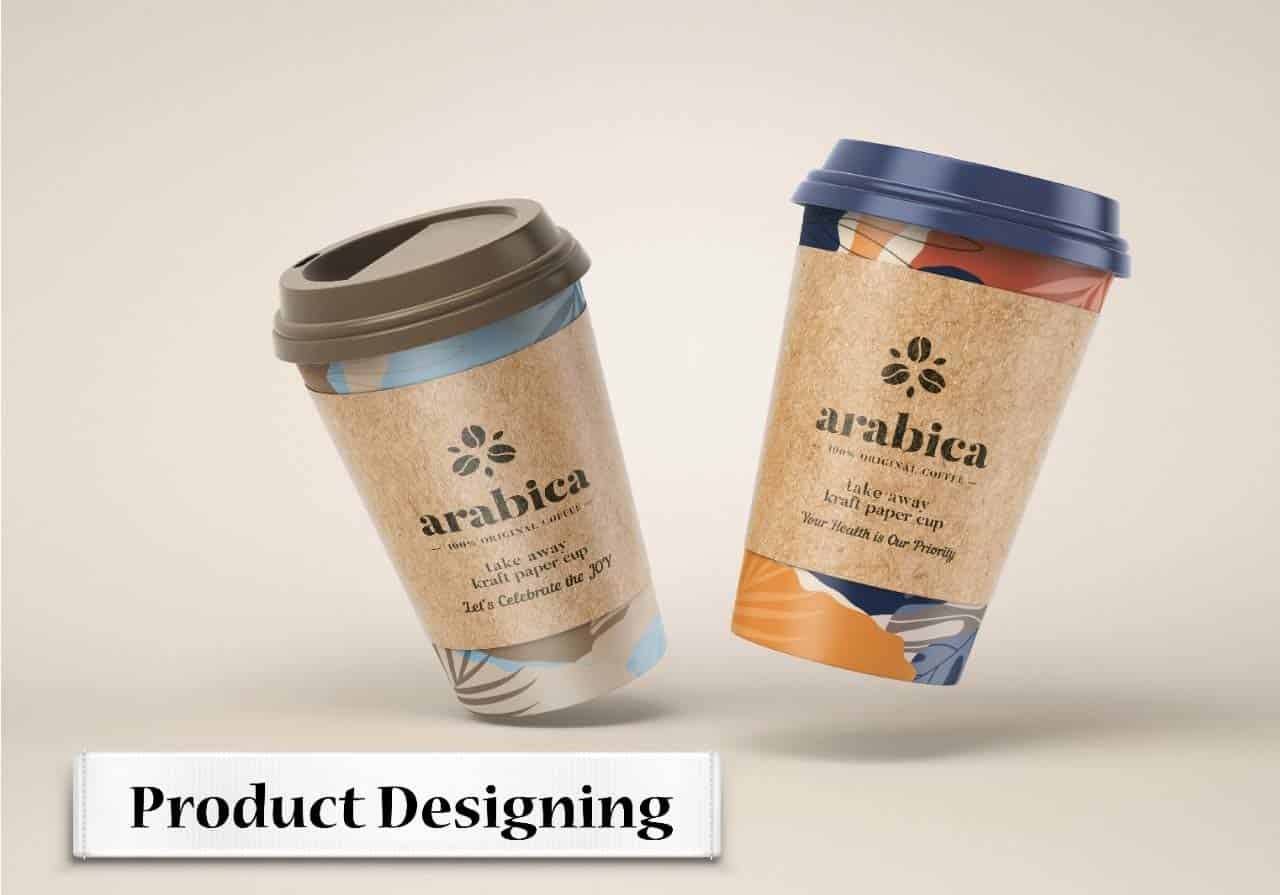 arabica
100% ORIGINAL COFFEE
take away
kraft paper cup
Let's Celebrate the JOY
arabica
100% ORIGINAL COFFEE
take away
kraft paper cup
Your Health is Our Priority
Product Designing